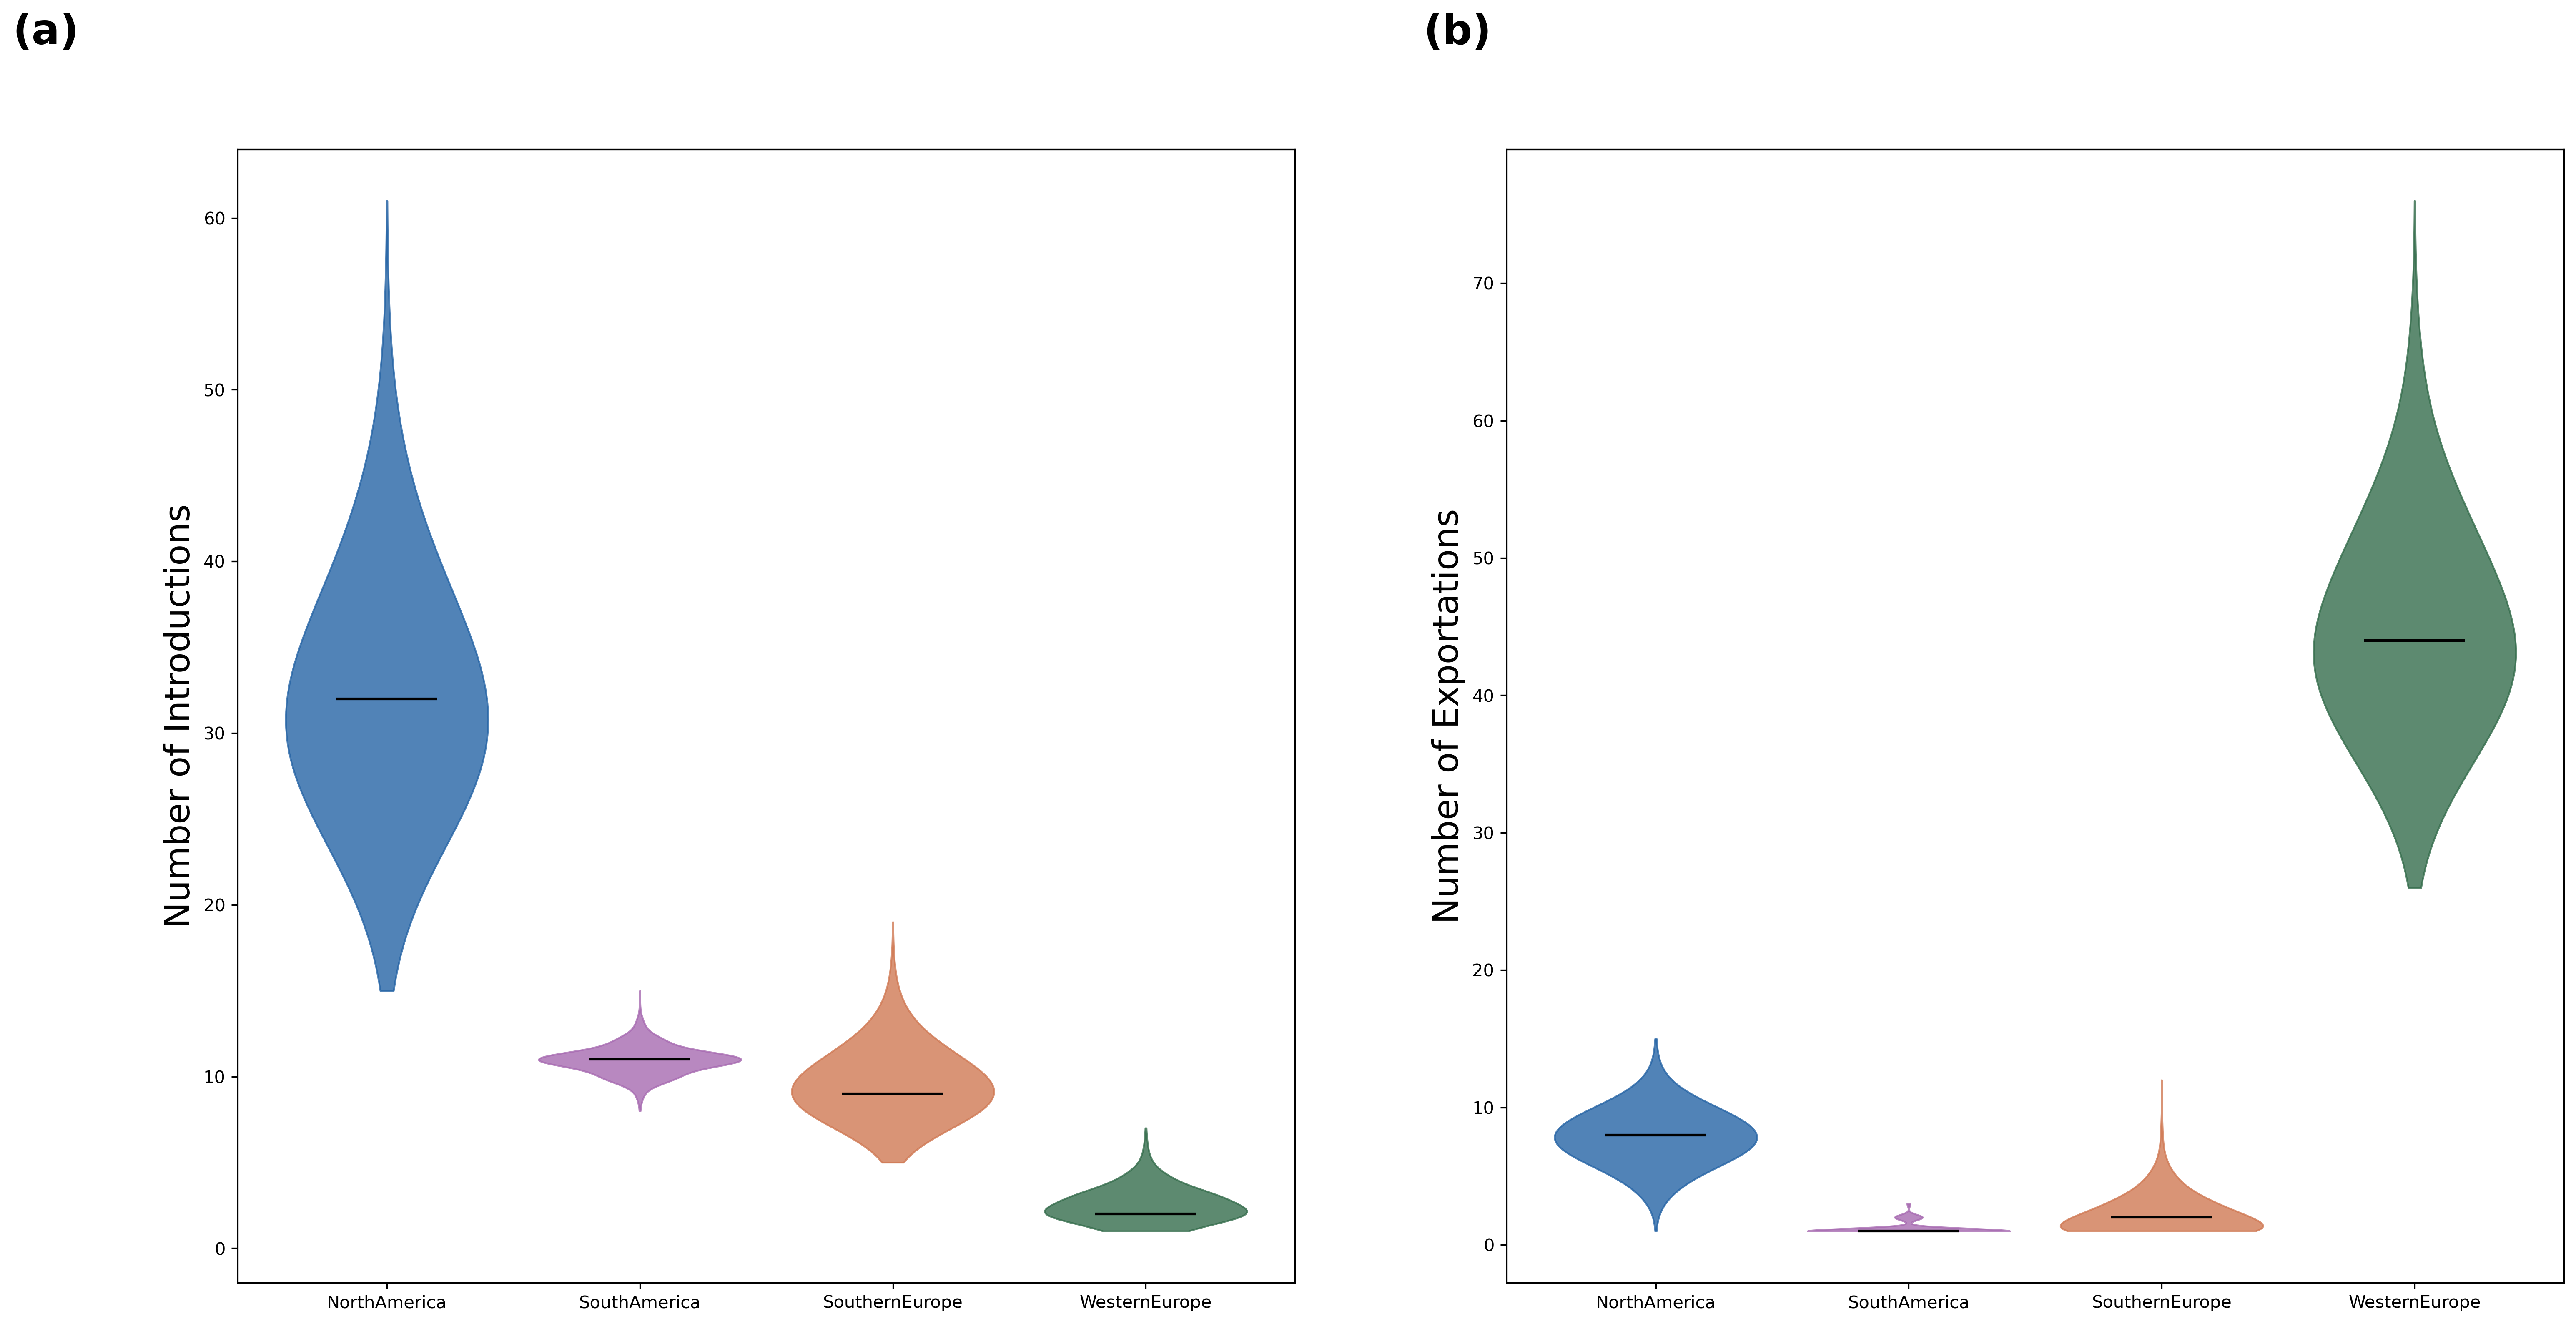 (a)
(b)
Number of Introductions
60
50
40
30
20
10
0
NorthAmerica
SouthAmerica
SouthernEurope
WesternEurope
Number of Exportations
70
60
50
40
30
20
10
0
NorthAmerica
SouthAmerica
SouthernEurope
WesternEurope